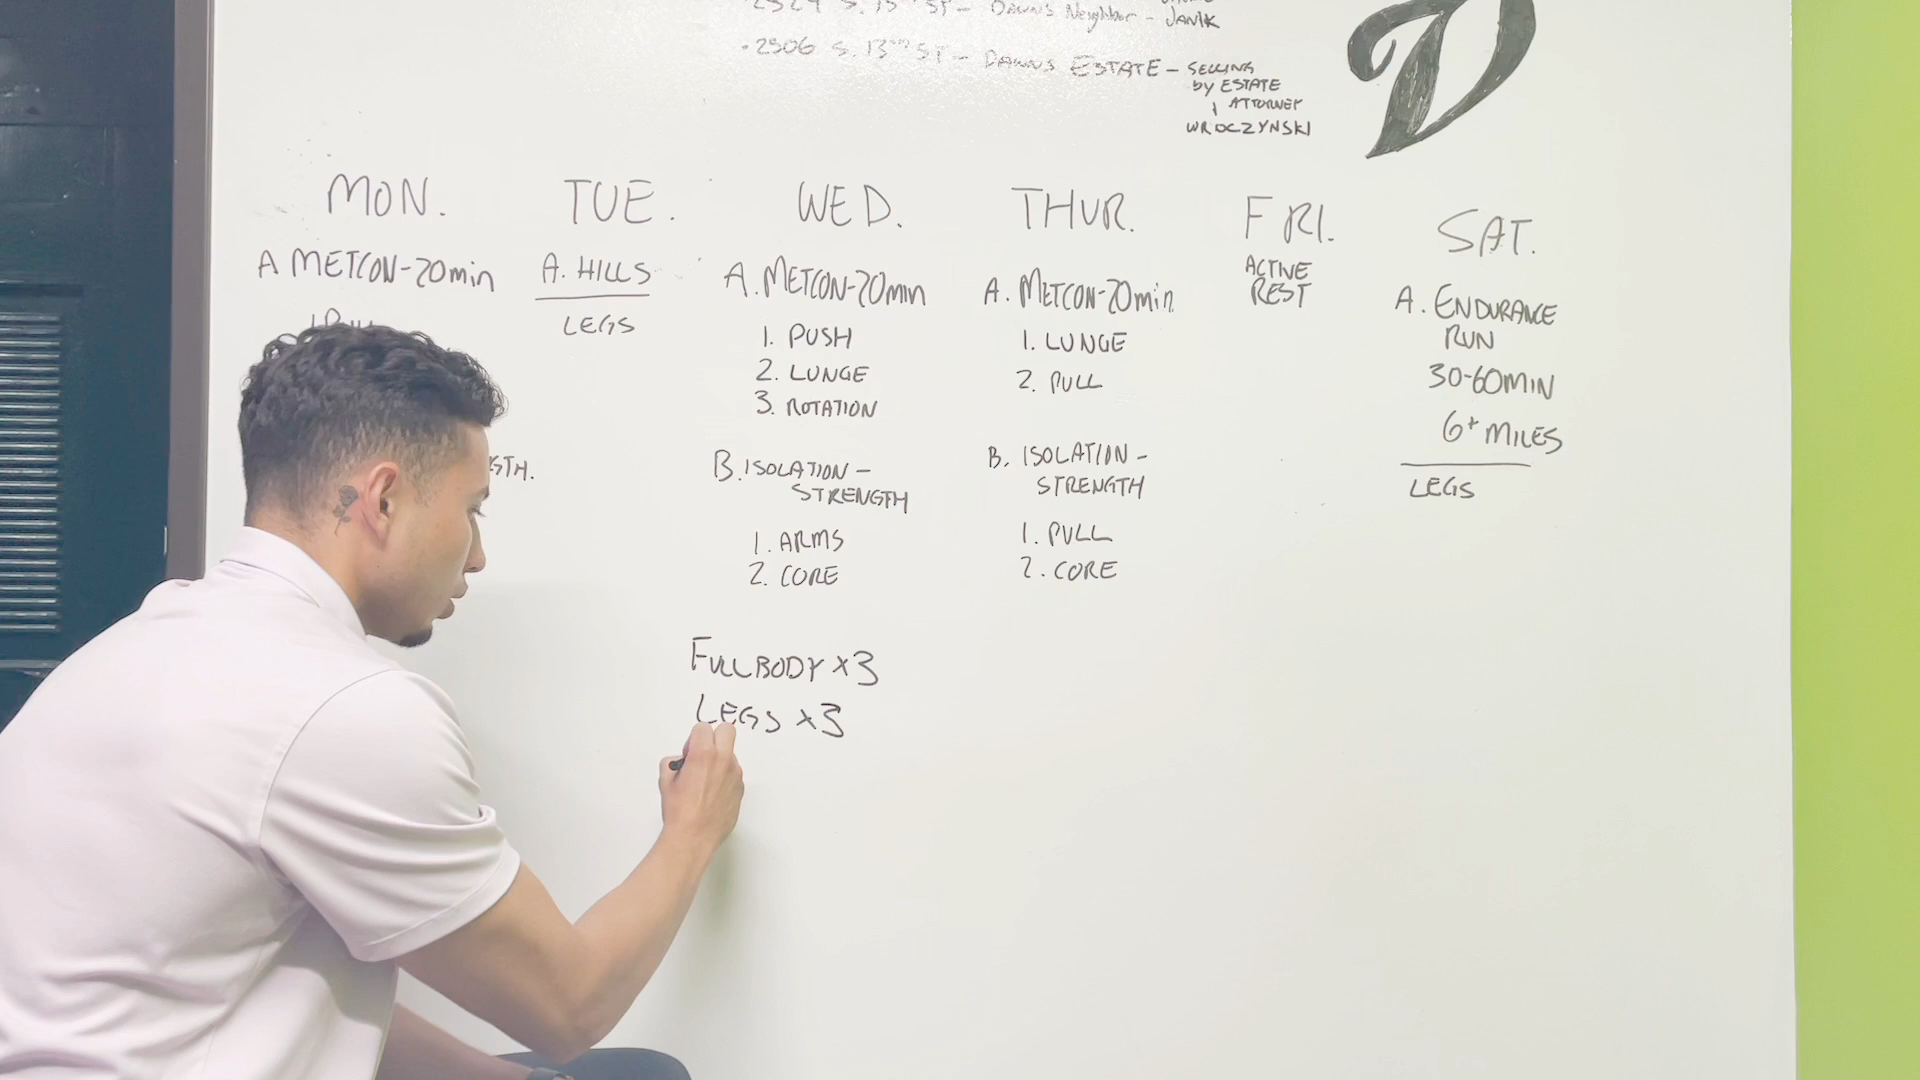 DAWNS Neighbor - JANIK
• 2506 S. 13TH ST - DAWNS ESTATE - SELLING
by ESTATE
ATTORNEY
WROCZYNSKI
MON.
A METCON-20min
TUE.
A. HILLS
LEGS
WED.
A. METCON-20min
1. PUSH
2. LUNGE
3. ROTATION
B. ISOLATION -
STRENGTH
1. ARMS
2. CORE
THUR.
A. METCON-20min
1. LUNGE
2. PULL
B. ISOLATION -
STRENGTH
1. PULL
2. CORE
FRI.
ACTIVE
REST
SAT.
A. ENDURANCE
RUN
30-60MIN
6+ MILES
LEGS
FULLBODY x3
LEGS x3